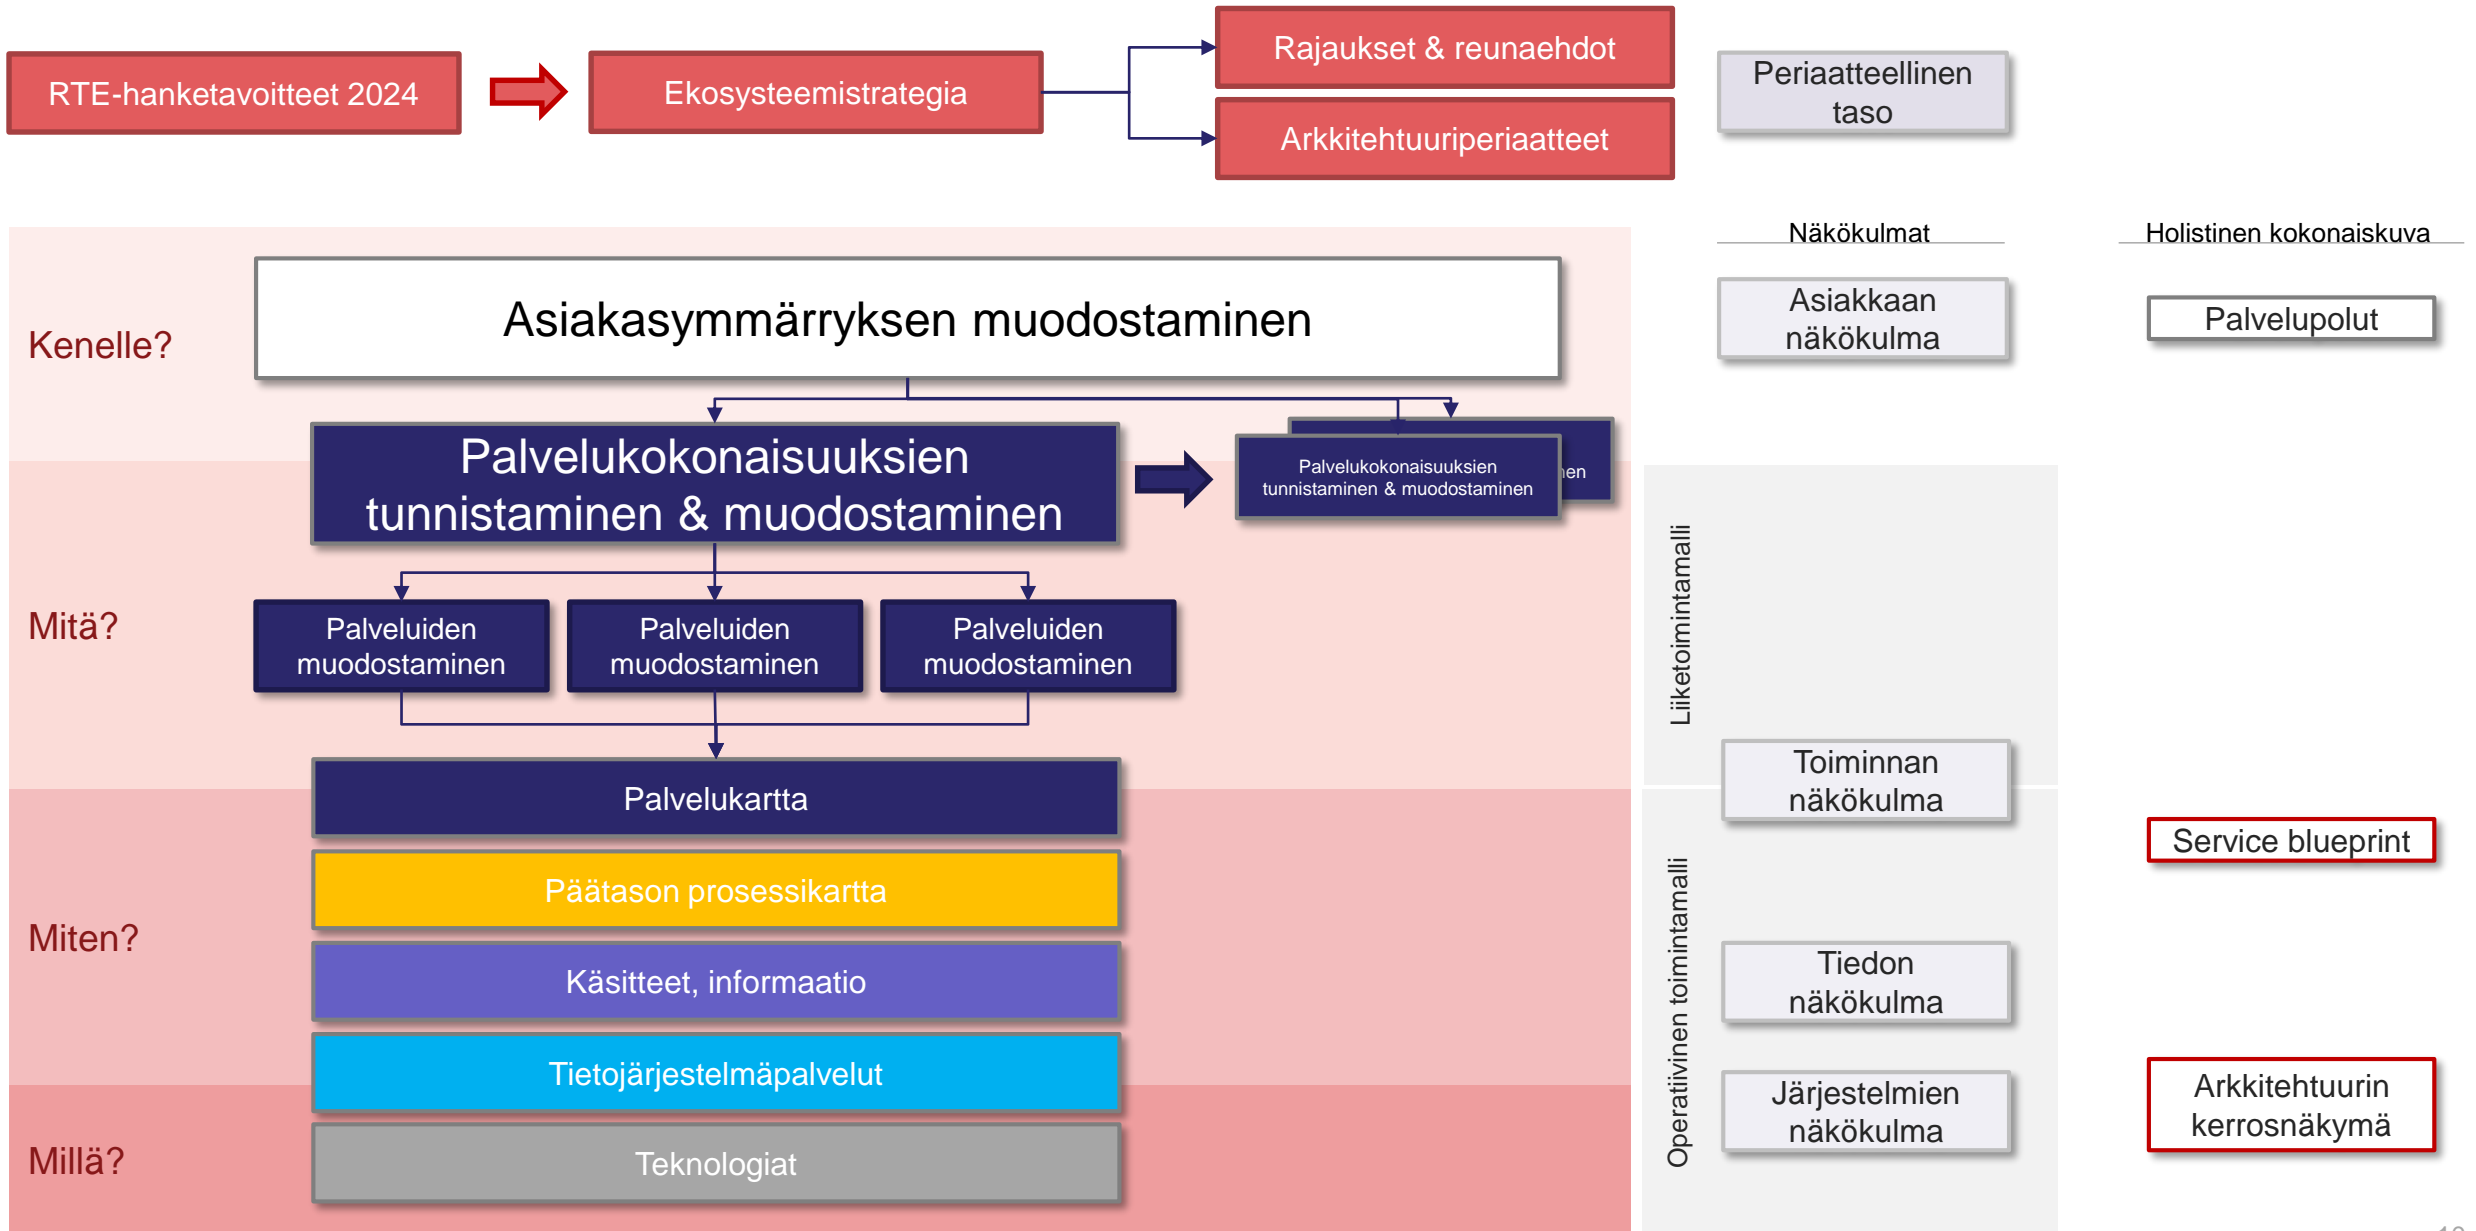 RTE-hanketavoitteet 2024
Ekosysteemistrategia
Rajaukset & reunaehdot
Arkkitehtuuriperiaatteet
Periaatteellinen
taso
Näkökulmat
Holistinen kokonaiskuva
Kenelle?
Asiakasymmärryksen muodostaminen
Asiakkaan
näkökulma
Palvelupolut
Palvelukokonaisuuksien
tunnistaminen & muodostaminen
Palvelukokonaisuuksien
tunnistaminen & muodostaminen
Mitä?
Palveluiden
muodostaminen
Palveluiden
muodostaminen
Palveluiden
muodostaminen
Liiketoimintamalli
Palvelukartta
Toiminnan
näkökulma
Service blueprint
Miten?
Päätason prosessikartta
Käsitteet, informaatio
Tietojärjestelmäpalvelut
Operatiivinen toimintamalli
Tiedon
näkökulma
Järjestelmien
näkökulma
Arkkitehtuurin
kerrosnäkymä
Millä?
Teknologiat